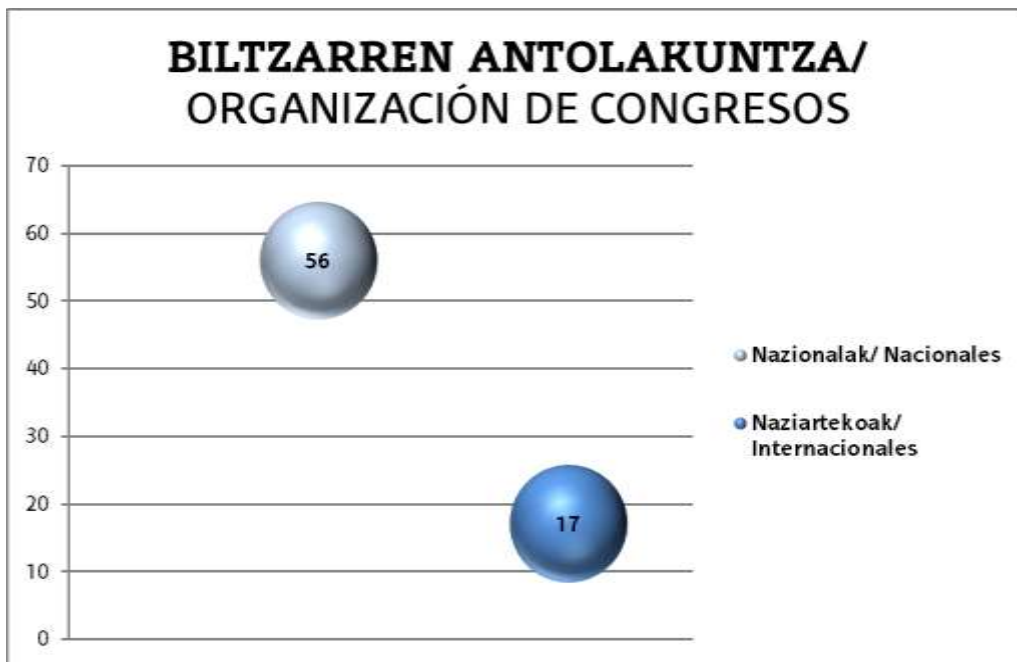 BILTZARREN ANTOLAKUNTZA/
ORGANIZACIÓN DE CONGRESOS
70
60
56
50
40
30
20
17
10
0
Nazionalak/ Nacionales
Naziartekoak/
Internacionales